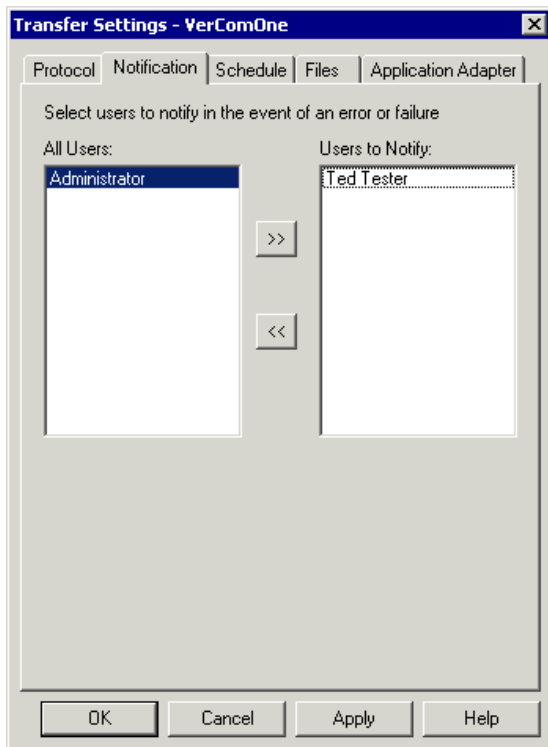 Transfer Settings - VerComOne
Protocol Notification Schedule Files Application Adapter
Select users to notify in the event of an error or failure
All Users: Users to Notify:
Administrator Ted Tester
>>
<<
OK Cancel Apply Help